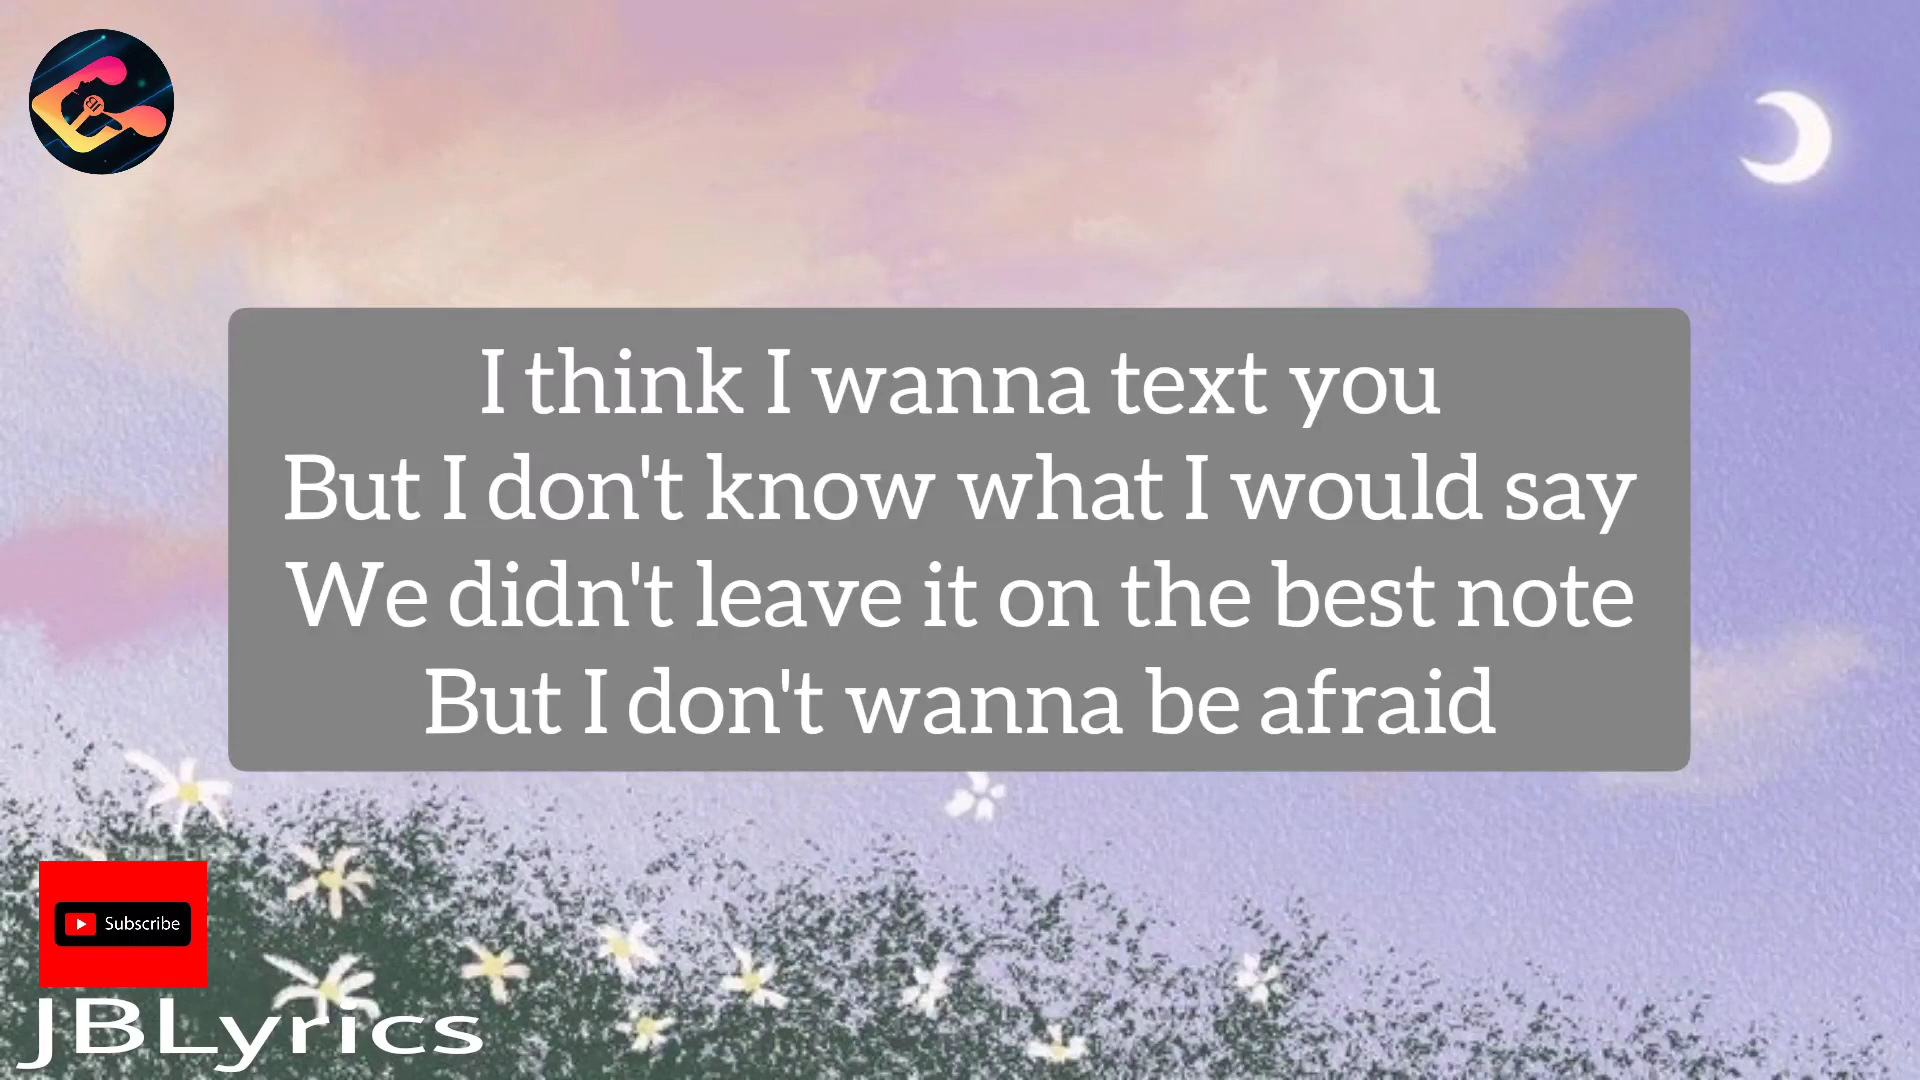 I think I wanna text you
But I don't know what I would say
We didn't leave it on the best note
But I don't wanna be afraid
Subscribe
JBLyrics